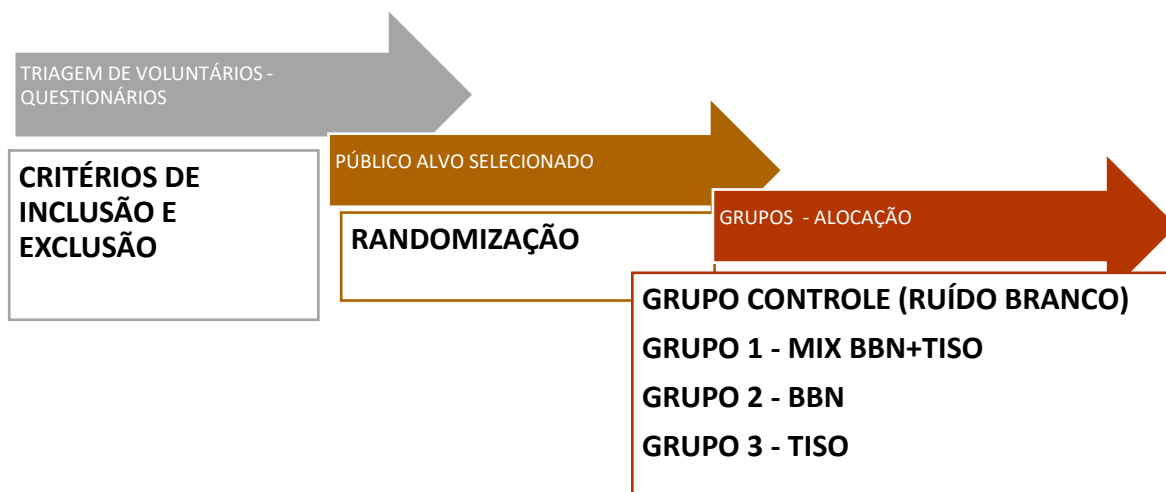 TRIAGEM DE VOLUNTÁRIOS -
QUESTIONÁRIOS
CRITÉRIOS DE
INCLUSÃO E
EXCLUSÃO
PÚBLICO ALVO SELECIONADO
RANDOMIZAÇÃO
GRUPOS - ALOCAÇÃO
GRUPO CONTROLE (RUÍDO BRANCO)
GRUPO 1 - MIX BBN+TISO
GRUPO 2 - BBN
GRUPO 3 - TISO